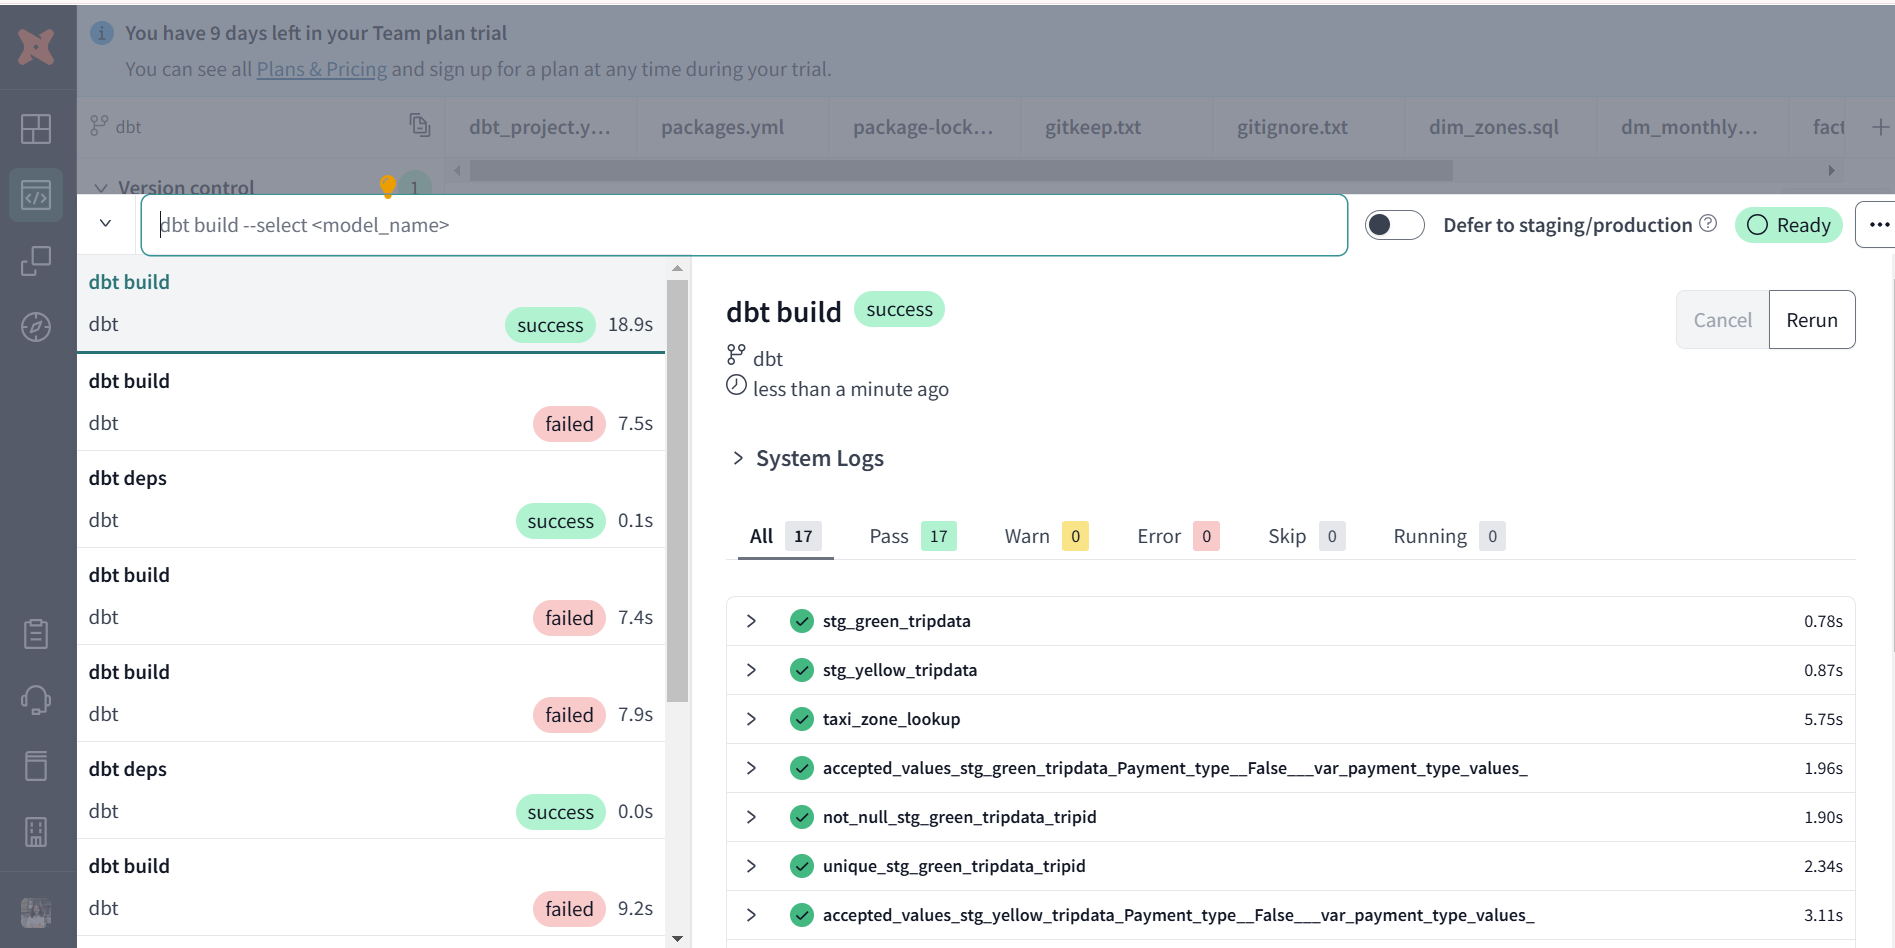 You have 9 days left in your Team plan trial
You can see all Plans & Pricing and sign up for a plan at any time during your trial.
dbt
dbt_project.y...
packages.yml
package-lock...
gitkeep.txt
gitignore.txt
dim_zones.sql
dm_monthly...
fact
Version control
1
dbt build --select <model_name>
Defer to staging/production
Ready
dbt build
dbt
success
18.9s
dbt build
dbt
failed
7.5s
dbt deps
dbt
success
0.1s
dbt build
dbt
failed
7.4s
dbt build
dbt
failed
7.9s
dbt deps
dbt
success
0.0s
dbt build
dbt
failed
9.2s
dbt build
success
Cancel
Rerun
dbt
less than a minute ago
System Logs
All 17
Pass 17
Warn 0
Error 0
Skip 0
Running 0
stg_green_tripdata 0.78s
stg_yellow_tripdata 0.87s
taxi_zone_lookup 5.75s
accepted_values_stg_green_tripdata_Payment_type__False___var_payment_type_values_ 1.96s
not_null_stg_green_tripdata_tripid 1.90s
unique_stg_green_tripdata_tripid 2.34s
accepted_values_stg_yellow_tripdata_Payment_type__False___var_payment_type_values_ 3.11s